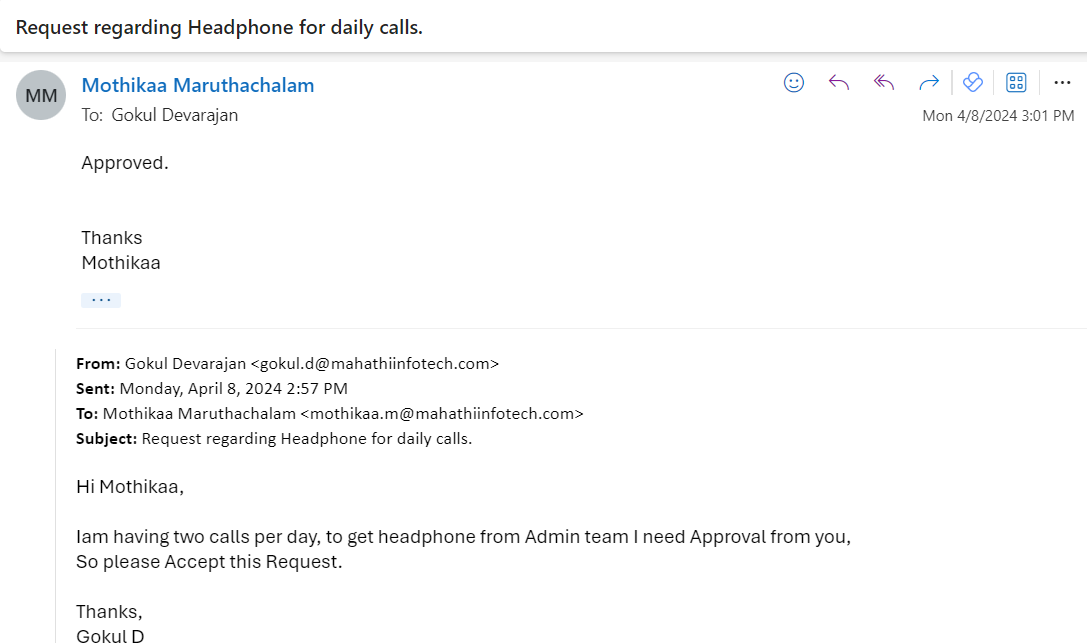 Request regarding Headphone for daily calls.
MM
Mothikaa Maruthachalam
To: Gokul Devarajan
Mon 4/8/2024 3:01 PM
Approved.
Thanks
Mothikaa
From: Gokul Devarajan <gokul.d@mahathiinfotech.com>
Sent: Monday, April 8, 2024 2:57 PM
To: Mothikaa Maruthachalam <mothikaa.m@mahathiinfotech.com>
Subject: Request regarding Headphone for daily calls.
Hi Mothikaa,
Iam having two calls per day, to get headphone from Admin team I need Approval from you,
So please Accept this Request.
Thanks,
Gokul D